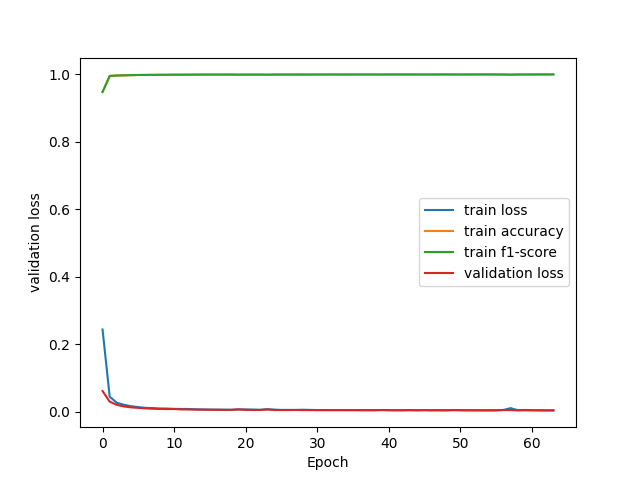 1.0
0.8
0.6
0.4
0.2
0.0
validation loss
train loss
train accuracy
train f1-score
validation loss
0 10 20 30 40 50 60
Epoch